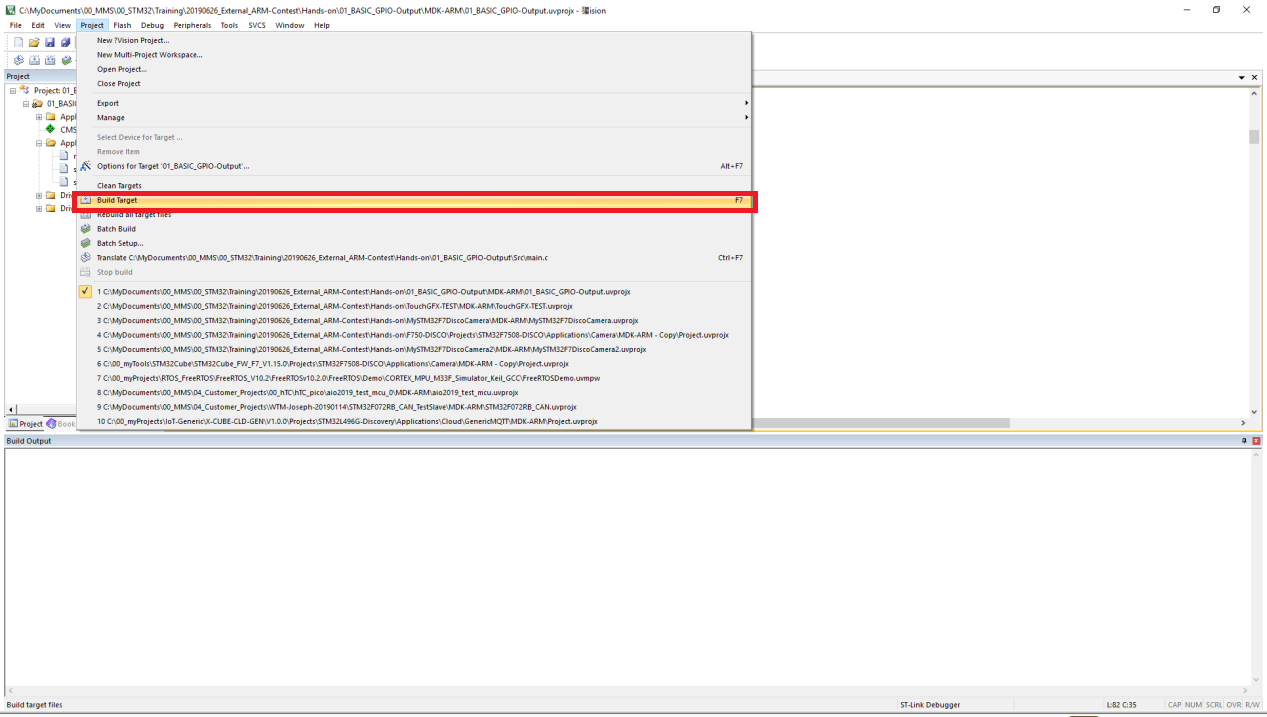 C:\MyDocuments\00_MMS\00_STM32\Training\20190626_External_ARM-Contest\Hands-on\01_BASIC_GPIO-Output\MDK-ARM\01_BASIC_GPIO-Output.uvprojx - 礦ision
File Edit View Project Flash Debug Peripherals Tools SVCS Window Help
New ?Vision Project...
New Multi-Project Workspace...
Open Project...
Close Project
Export
Manage
Select Device for Target ...
Remove Item
Options for Target '01_BASIC_GPIO-Output'... Alt+F7
Clean Targets
Build Target F7
Rebuild all target files
Batch Build
Batch Setup...
Translate C:\MyDocuments\00_MMS\00_STM32\Training\20190626_External_ARM-Contest\Hands-on\01_BASIC_GPIO-Output\Src\main.c Ctrl+F7
Stop build
1 C:\MyDocuments\00_MMS\00_STM32\Training\20190626_External_ARM-Contest\Hands-on\01_BASIC_GPIO-Output\MDK-ARM\01_BASIC_GPIO-Output.uvprojx
2 C:\MyDocuments\00_MMS\00_STM32\Training\20190626_External_ARM-Contest\Hands-on\TouchGFX-TEST\MDK-ARM\TouchGFX-TEST.uvprojx
3 C:\MyDocuments\00_MMS\00_STM32\Training\20190626_External_ARM-Contest\Hands-on\MySTM32F7DiscoCamera\MDK-ARM\MySTM32F7DiscoCamera.uvprojx
4 C:\MyDocuments\00_MMS\00_STM32\Training\20190626_External_ARM-Contest\Hands-on\F750-DISCO\Projects\STM32F7508-DISCO\Applications\Camera\MDK-ARM - Copy\Project.uvprojx
5 C:\MyDocuments\00_MMS\00_STM32\Training\20190626_External_ARM-Contest\Hands-on\MySTM32F7DiscoCamera2\MDK-ARM\MySTM32F7DiscoCamera2.uvprojx
6 C:\00_myTools\STM32Cube\STM32Cube_FW_F7_V1.15.0\Projects\STM32F7508-DISCO\Applications\Camera\MDK-ARM - Copy\Project.uvprojx
7 C:\00_myProjects\RTOS_FreeRTOS\FreeRTOS_V10.2\FreeRTOSv10.2.0\FreeRTOS\Demo\CORTEX_MPU_M33F_Simulator_Keil_GCC\FreeRTOSDemo.uvmpw
8 C:\MyDocuments\00_MMS\04_Customer_Projects\00_hTC\hTC_pico\aio2019_test_mcu_0\MDK-ARM\aio2019_test_mcu.uvprojx
9 C:\MyDocuments\00_MMS\04_Customer_Projects\WTM-Joseph-20190114\STM32F072RB_CAN_TestSlave\MDK-ARM\STM32F072RB_CAN.uvprojx
10 C:\00_myProjects\IoT-Generic\X-CUBE-CLD-GEN\V1.0.0\Projects\STM32L496G-Discovery\Applications\Cloud\GenericMQTT\MDK-ARM\Project.uvprojx
Project
Project: 01_B
01_BASI
Appl
CMS
Appl
Dri
Dri
Project Book
Build Output
Build target files ST-Link Debugger L:82 C:35 CAP NUM SCRL OVR R/W